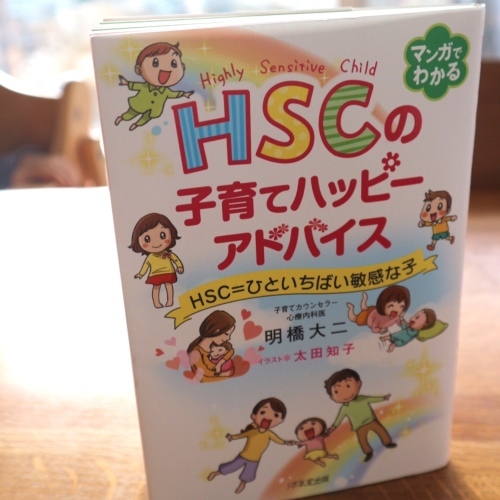 マンガで
わかる
Highly Sensitive Child
HSCの
子育てハッピー
アドバイス
HSC=ひといちばい敏感な子
子育てカウンセラー
心療内科医
明橋大二
イラスト* 太田知子